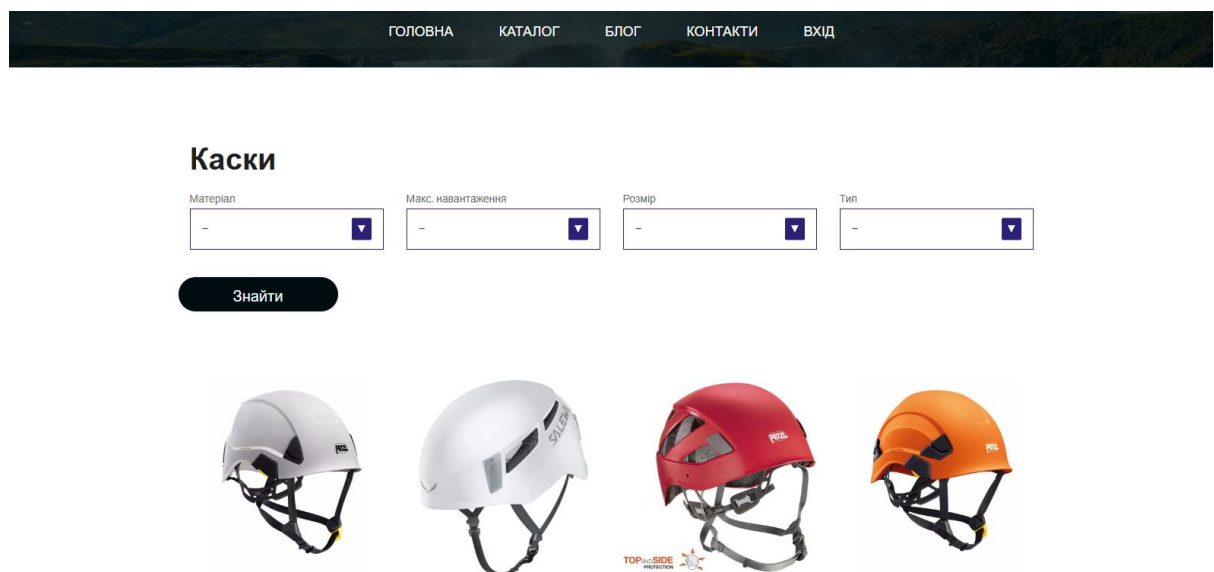 ГОЛОВНА КАТАЛОГ БЛОГ КОНТАКТИ ВХІД
Каски
Матеріал Макс. навантаження Розмір Тип
– – – –
Знайти
PETZL SALEWA PETZL PETZL
TOP AND SIDE
PROTECTION